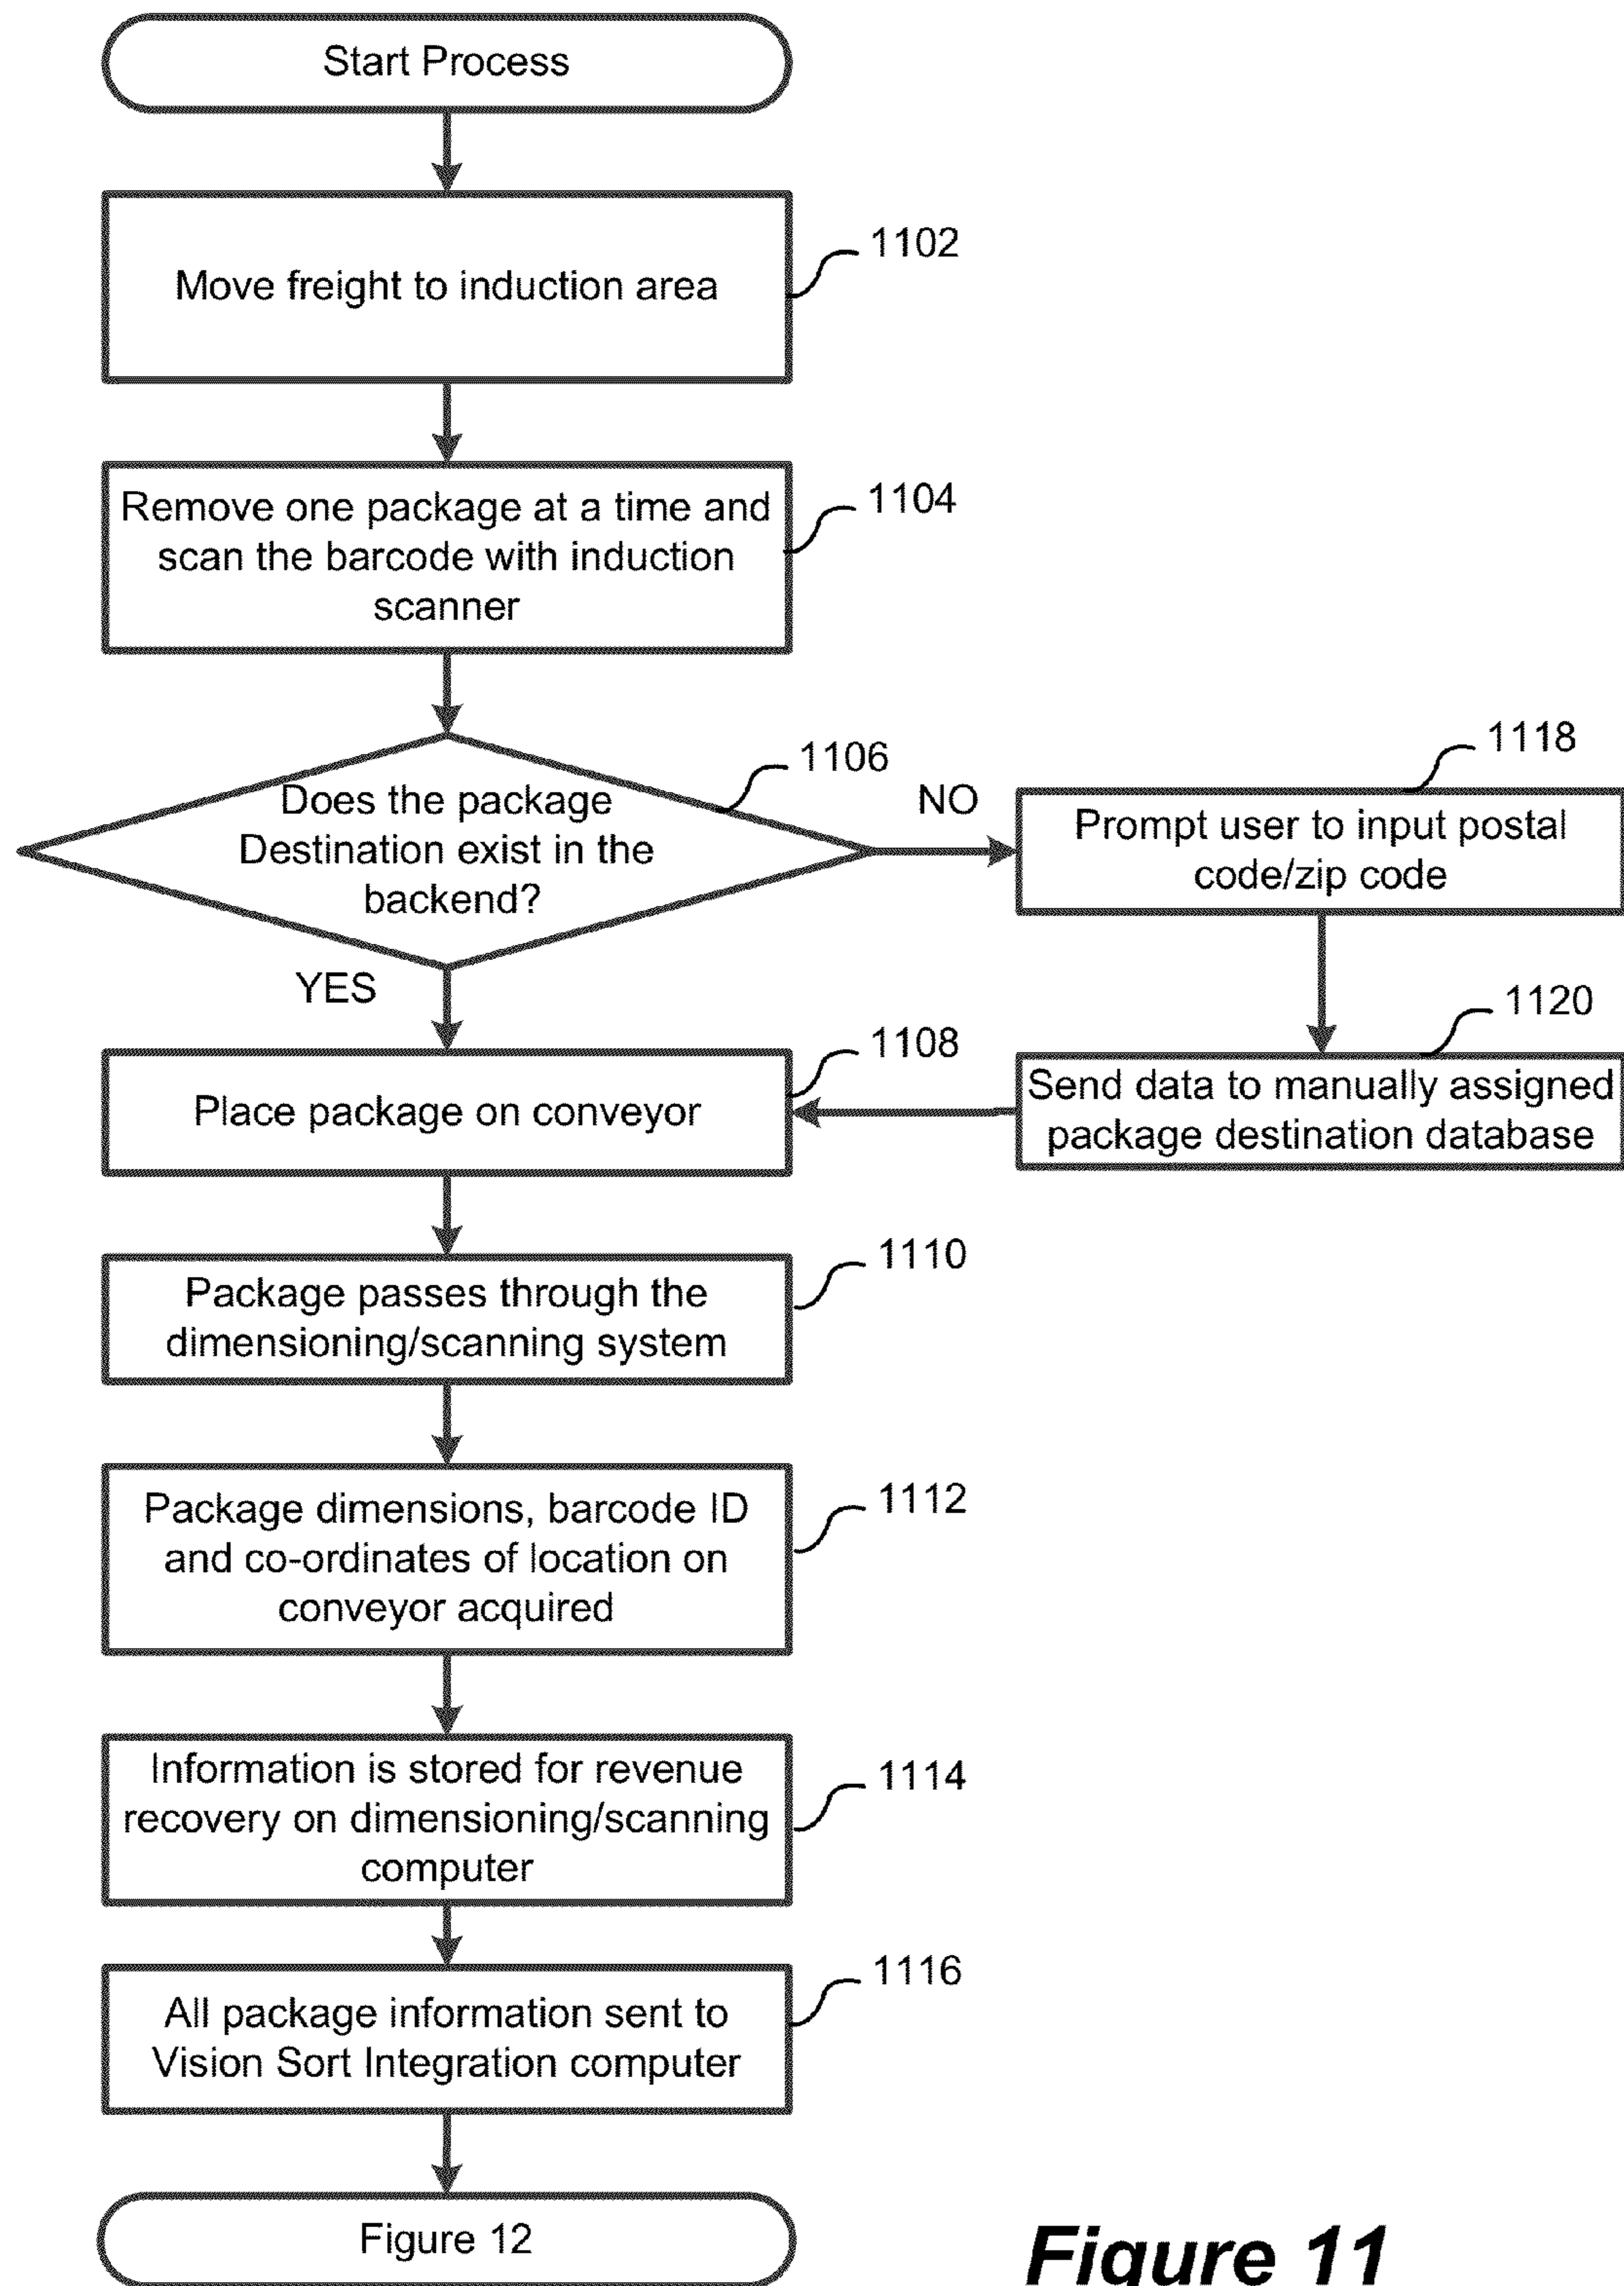 Start Process
Move freight to induction area
1102
Remove one package at a time and
scan the barcode with induction
scanner
1104
Does the package
Destination exist in the
backend?
1106
NO
YES
Prompt user to input postal
code/zip code
1118
Send data to manually assigned
package destination database
1120
Place package on conveyor
1108
Package passes through the
dimensioning/scanning system
1110
Package dimensions, barcode ID
and co-ordinates of location on
conveyor acquired
1112
Information is stored for revenue
recovery on dimensioning/scanning
computer
1114
All package information sent to
Vision Sort Integration computer
1116
Figure 12
Figure 11